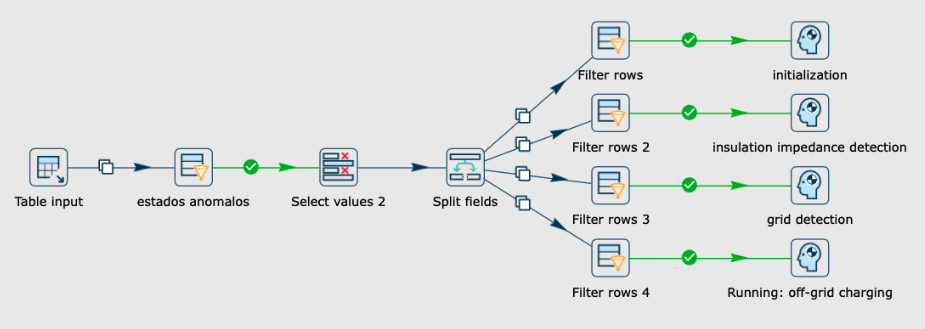 Filter rows
initialization
Filter rows 2
insulation impedance detection
Table input
estados anomalos
Select values 2
Split fields
Filter rows 3
grid detection
Filter rows 4
Running: off-grid charging